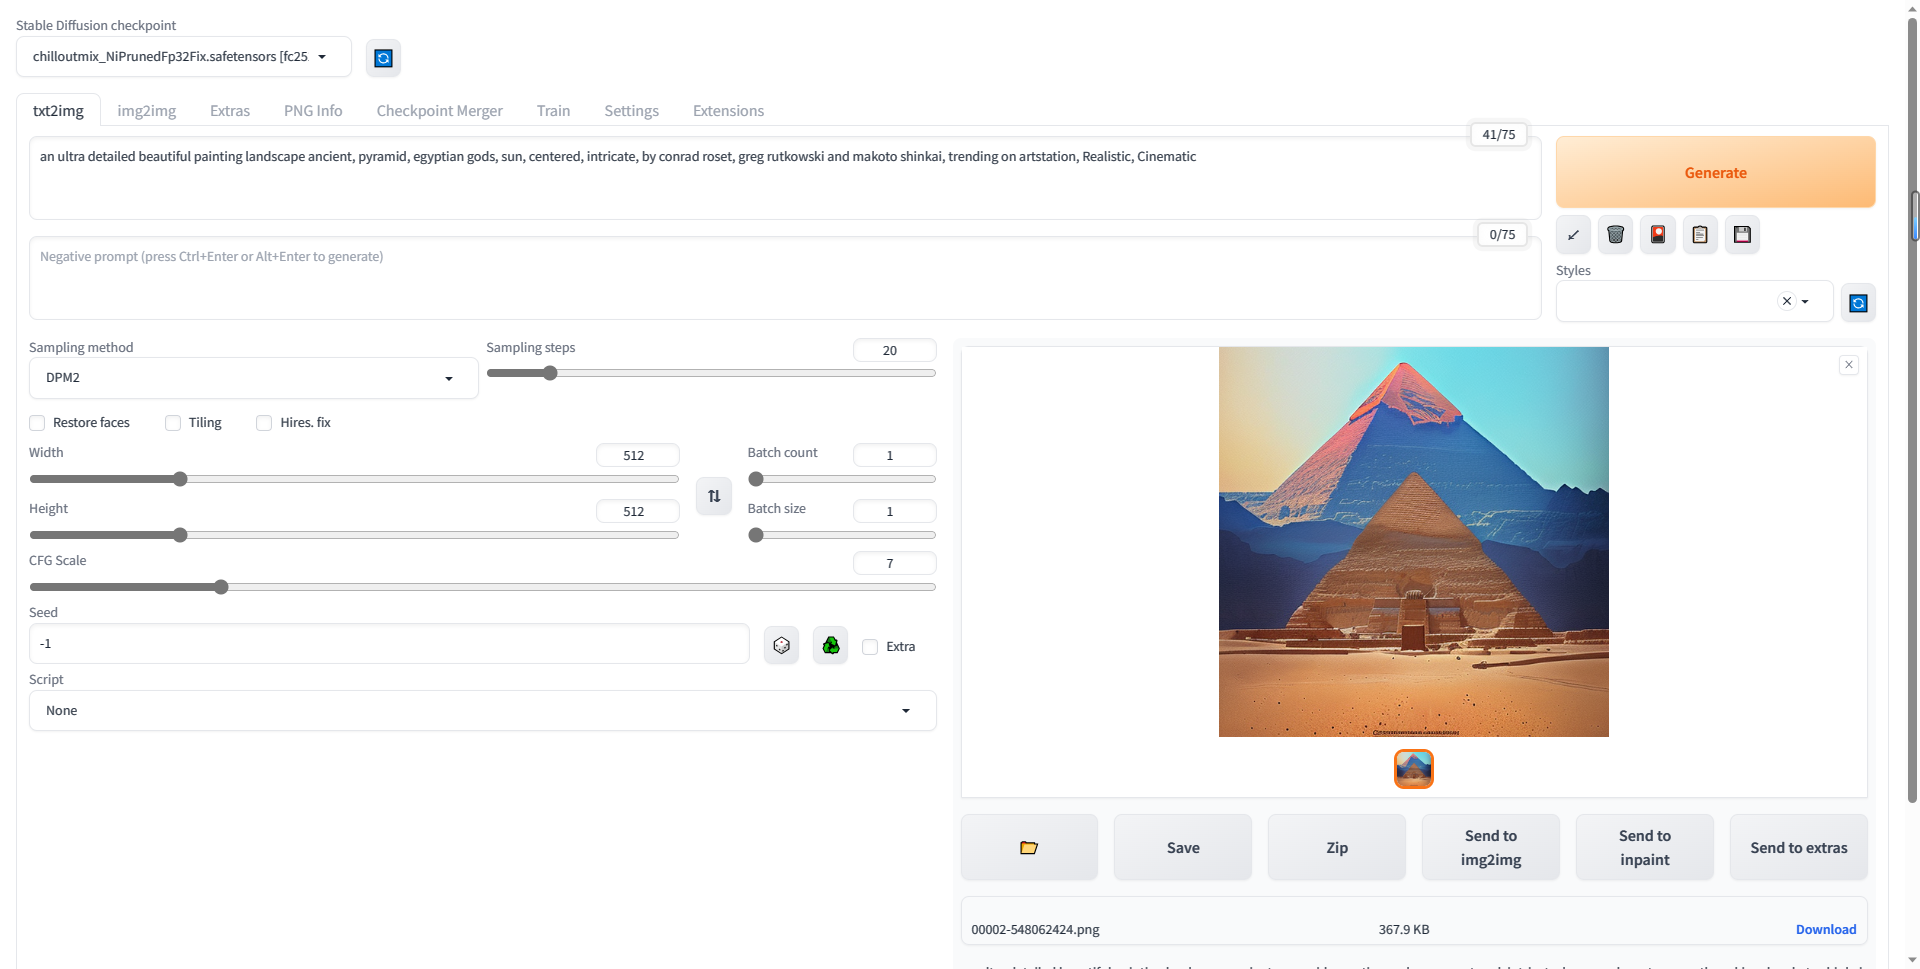 Stable Diffusion checkpoint
chilloutmix_NiPrunedFp32Fix.safetensors [fc25
txt2img img2img Extras PNG Info Checkpoint Merger Train Settings Extensions
41/75
an ultra detailed beautiful painting landscape ancient, pyramid, egyptian gods, sun, centered, intricate, by conrad roset, greg rutkowski and makoto shinkai, trending on artstation, Realistic, Cinematic
Generate
0/75
Negative prompt (press Ctrl+Enter or Alt+Enter to generate)
Styles
Sampling method
DPM2
Sampling steps
20
Restore faces Tiling Hires. fix
Width
512
Batch count
1
Height
512
Batch size
1
CFG Scale
7
Seed
-1
Extra
Script
None
Save
Zip
Send to
img2img
Send to
inpaint
Send to extras
00002-548062424.png 367.9 KB Download